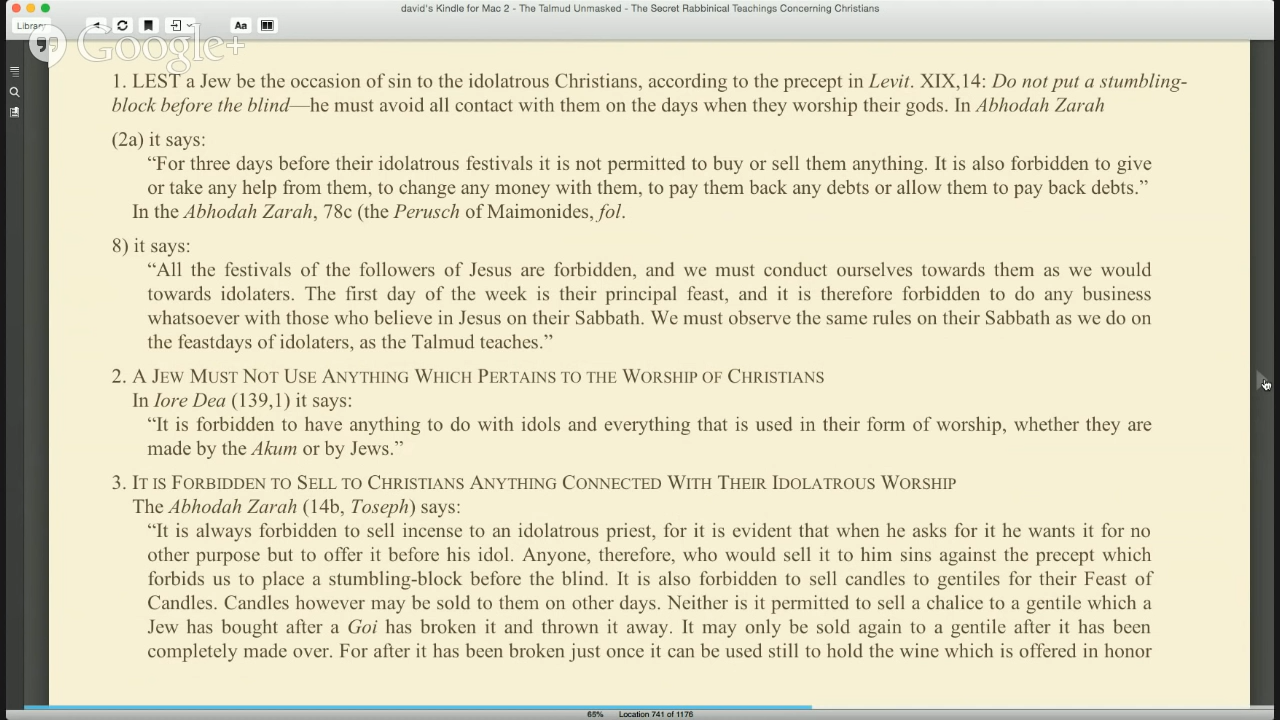 david's Kindle for Mac 2 - The Talmud Unmasked - The Secret Rabbinical Teachings Concerning Christians
Library
Aa
Google+
1. LEST a Jew be the occasion of sin to the idolatrous Christians, according to the precept in Levit. XIX,14: Do not put a stumbling-
block before the blind—he must avoid all contact with them on the days when they worship their gods. In Abhodah Zarah
(2a) it says:
“For three days before their idolatrous festivals it is not permitted to buy or sell them anything. It is also forbidden to give
or take any help from them, to change any money with them, to pay them back any debts or allow them to pay back debts.”
In the Abhodah Zarah, 78c (the Perusch of Maimonides, fol.
8) it says:
“All the festivals of the followers of Jesus are forbidden, and we must conduct ourselves towards them as we would
towards idolaters. The first day of the week is their principal feast, and it is therefore forbidden to do any business
whatsoever with those who believe in Jesus on their Sabbath. We must observe the same rules on their Sabbath as we do on
the feastdays of idolaters, as the Talmud teaches.”
2. A JEW MUST NOT USE ANYTHING WHICH PERTAINS TO THE WORSHIP OF CHRISTIANS
In Iore Dea (139,1) it says:
“It is forbidden to have anything to do with idols and everything that is used in their form of worship, whether they are
made by the Akum or by Jews.”
3. IT IS FORBIDDEN TO SELL TO CHRISTIANS ANYTHING CONNECTED WITH THEIR IDOLATROUS WORSHIP
The Abhodah Zarah (14b, Toseph) says:
“It is always forbidden to sell incense to an idolatrous priest, for it is evident that when he asks for it he wants it for no
other purpose but to offer it before his idol. Anyone, therefore, who would sell it to him sins against the precept which
forbids us to place a stumbling-block before the blind. It is also forbidden to sell candles to gentiles for their Feast of
Candles. Candles however may be sold to them on other days. Neither is it permitted to sell a chalice to a gentile which a
Jew has bought after a Goi has broken it and thrown it away. It may only be sold again to a gentile after it has been
completely made over. For after it has been broken just once it can be used still to hold the wine which is offered in honor
65% Location 741 of 1176